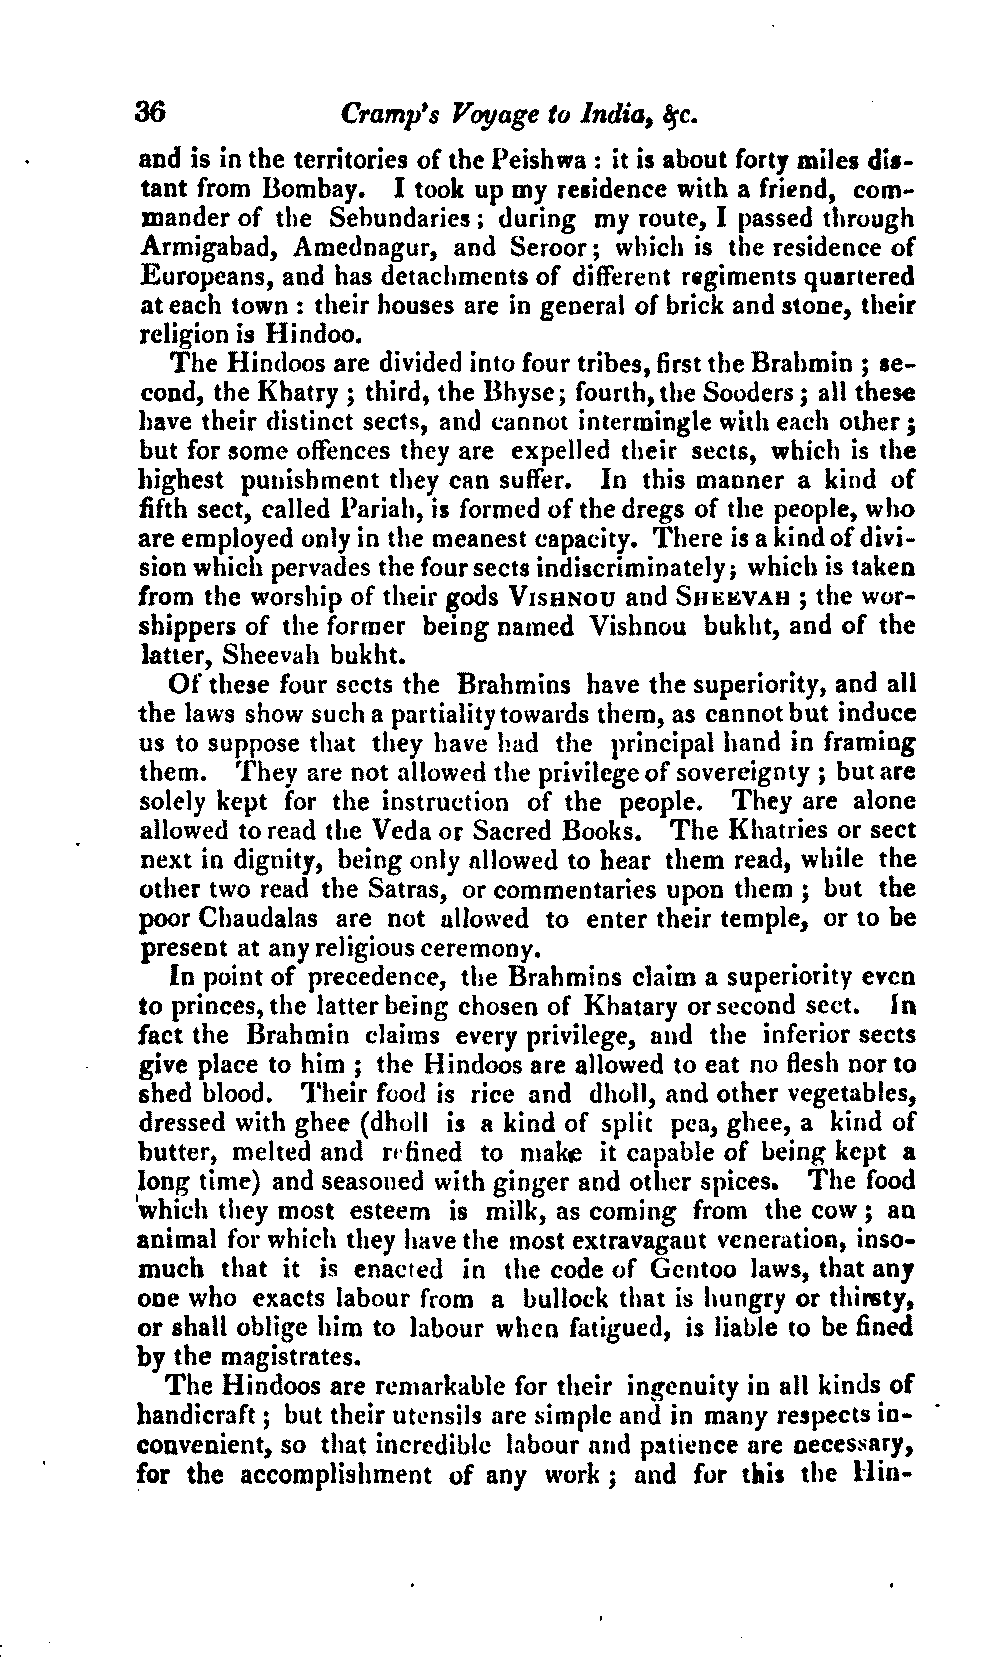 36 Cramp's Voyage to India, &c.
and is in the territories of the Peishwa : it is about forty miles dis-
tant from Bombay. I took up my residence with a friend, com-
mander of the Sebundaries ; during my route, I passed through
Armigabad, Amednagur, and Seroor ; which is the residence of
Europeans, and has detachments of different regiments quartered
at each town : their houses are in general of brick and stone, their
religion is Hindoo.
The Hindoos are divided into four tribes, first the Brahmin ; se-
cond, the Khatry ; third, the Bhyse ; fourth, the Sooders ; all these
have their distinct sects, and cannot intermingle with each other ;
but for some offences they are expelled their sects, which is the
highest punishment they can suffer. In this manner a kind of
fifth sect, called Pariah, is formed of the dregs of the people, who
are employed only in the meanest capacity. There is a kind of divi-
sion which pervades the four sects indiscriminately ; which is taken
from the worship of their gods VISHNOU and SHEEVAH ; the wor-
shippers of the former being named Vishnou bukht, and of the
latter, Sheevah bukht.
Of these four sects the Brahmins have the superiority, and all
the laws show such a partiality towards them, as cannot but induce
us to suppose that they have had the principal hand in framing
them. They are not allowed the privilege of sovereignty ; but are
solely kept for the instruction of the people. They are alone
allowed to read the Veda or Sacred Books. The Khatries or sect
next in dignity, being only allowed to hear them read, while the
other two read the Satras, or commentaries upon them ; but the
poor Chaudalas are not allowed to enter their temple, or to be
present at any religious ceremony.
In point of precedence, the Brahmins claim a superiority even
to princes, the latter being chosen of Khatary or second sect. In
fact the Brahmin claims every privilege, and the inferior sects
give place to him ; the Hindoos are allowed to eat no flesh nor to
shed blood. Their food is rice and dholl, and other vegetables,
dressed with ghee (dholl is a kind of split pea, ghee, a kind of
butter, melted and refined to make it capable of being kept a
long time) and seasoned with ginger and other spices. The food
which they most esteem is milk, as coming from the cow ; an
animal for which they have the most extravagant veneration, inso-
much that it is enacted in the code of Gentoo laws, that any
one who exacts labour from a bullock that is hungry or thirsty,
or shall oblige him to labour when fatigued, is liable to be fined
by the magistrates.
The Hindoos are remarkable for their ingenuity in all kinds of
handicraft ; but their utensils are simple and in many respects in-
convenient, so that incredible labour and patience are necessary,
for the accomplishment of any work ; and for this the Hin-